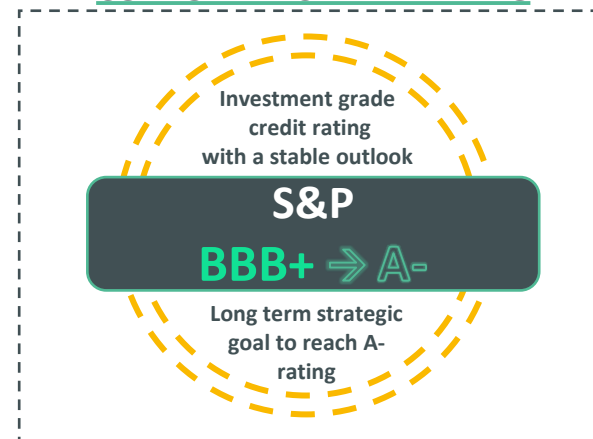 Investment grade
credit rating
with a stable outlook
S&P
BBB+ → A-
Long term strategic
goal to reach A-
rating